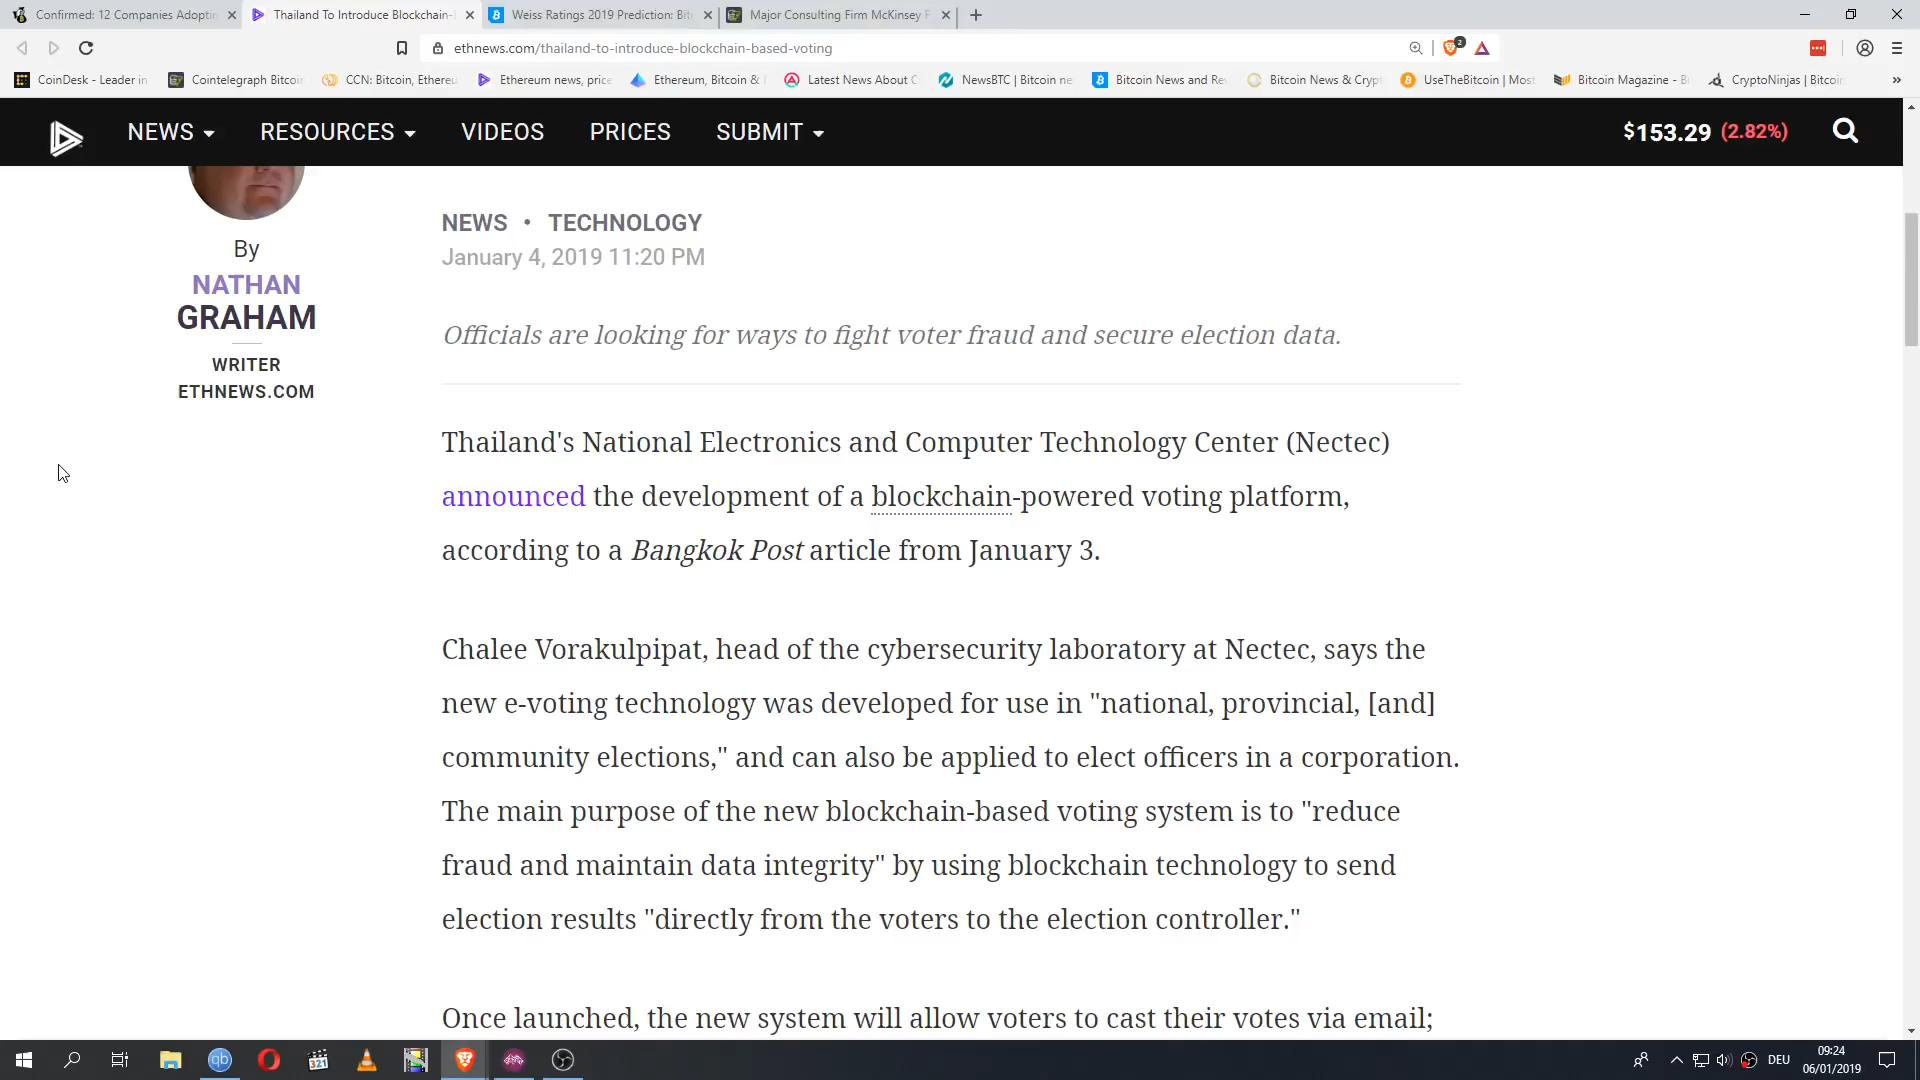 Confirmed: 12 Companies Adoptin
Thailand To Introduce Blockchain-
Weiss Ratings 2019 Prediction: Bit
Major Consulting Firm McKinsey F
ethnews.com/thailand-to-introduce-blockchain-based-voting
2
CoinDesk - Leader in
Cointelegraph Bitcoin
CCN: Bitcoin, Ethereu
Ethereum news, price
Ethereum, Bitcoin &
Latest News About C
NewsBTC | Bitcoin ne
Bitcoin News and Rev
Bitcoin News & Crypt
UseTheBitcoin | Most
Bitcoin Magazine - B
CryptoNinjas | Bitcoin
»
NEWS
RESOURCES
VIDEOS
PRICES
SUBMIT
$153.29 (2.82%)
By
NATHAN
GRAHAM
WRITER
ETHNEWS.COM
NEWS • TECHNOLOGY
January 4, 2019 11:20 PM
Officials are looking for ways to fight voter fraud and secure election data.
Thailand's National Electronics and Computer Technology Center (Nectec)
announced the development of a blockchain-powered voting platform,
according to a Bangkok Post article from January 3.
Chalee Vorakulpipat, head of the cybersecurity laboratory at Nectec, says the
new e-voting technology was developed for use in "national, provincial, [and]
community elections," and can also be applied to elect officers in a corporation.
The main purpose of the new blockchain-based voting system is to "reduce
fraud and maintain data integrity" by using blockchain technology to send
election results "directly from the voters to the election controller."
Once launched, the new system will allow voters to cast their votes via email;
qb
321
DEU
09:24
06/01/2019